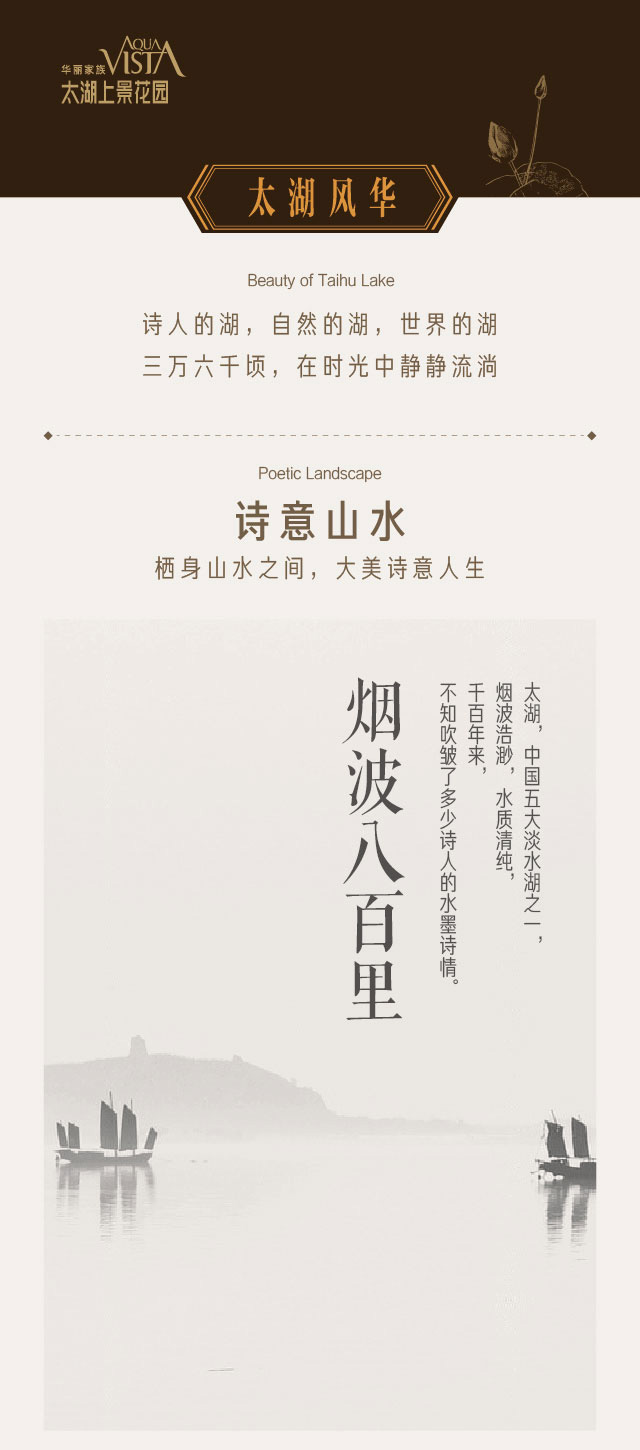 AQUA
华丽家族 VISTA
太湖上景花园
太湖风华
Beauty of Taihu Lake
诗人的湖，自然的湖，世界的湖
三万六千顷，在时光中静静流淌
Poetic Landscape
诗意山水
栖身山水之间，大美诗意人生
太湖，中国五大淡水湖之一，
烟波浩渺，水质清纯，
千百年来，
不知吹皱了多少诗人的水墨诗情。
烟波八百里